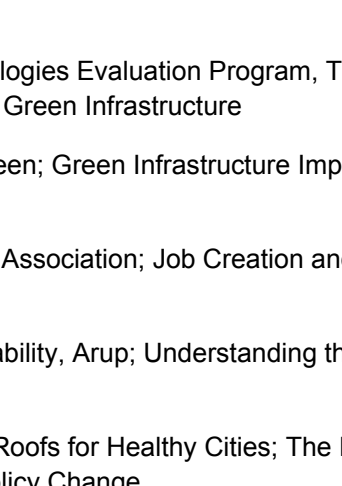 logies Evaluation Program, T
Green Infrastructure
een; Green Infrastructure Imp
Association; Job Creation an
ability, Arup; Understanding th
Roofs for Healthy Cities; The
licy Change